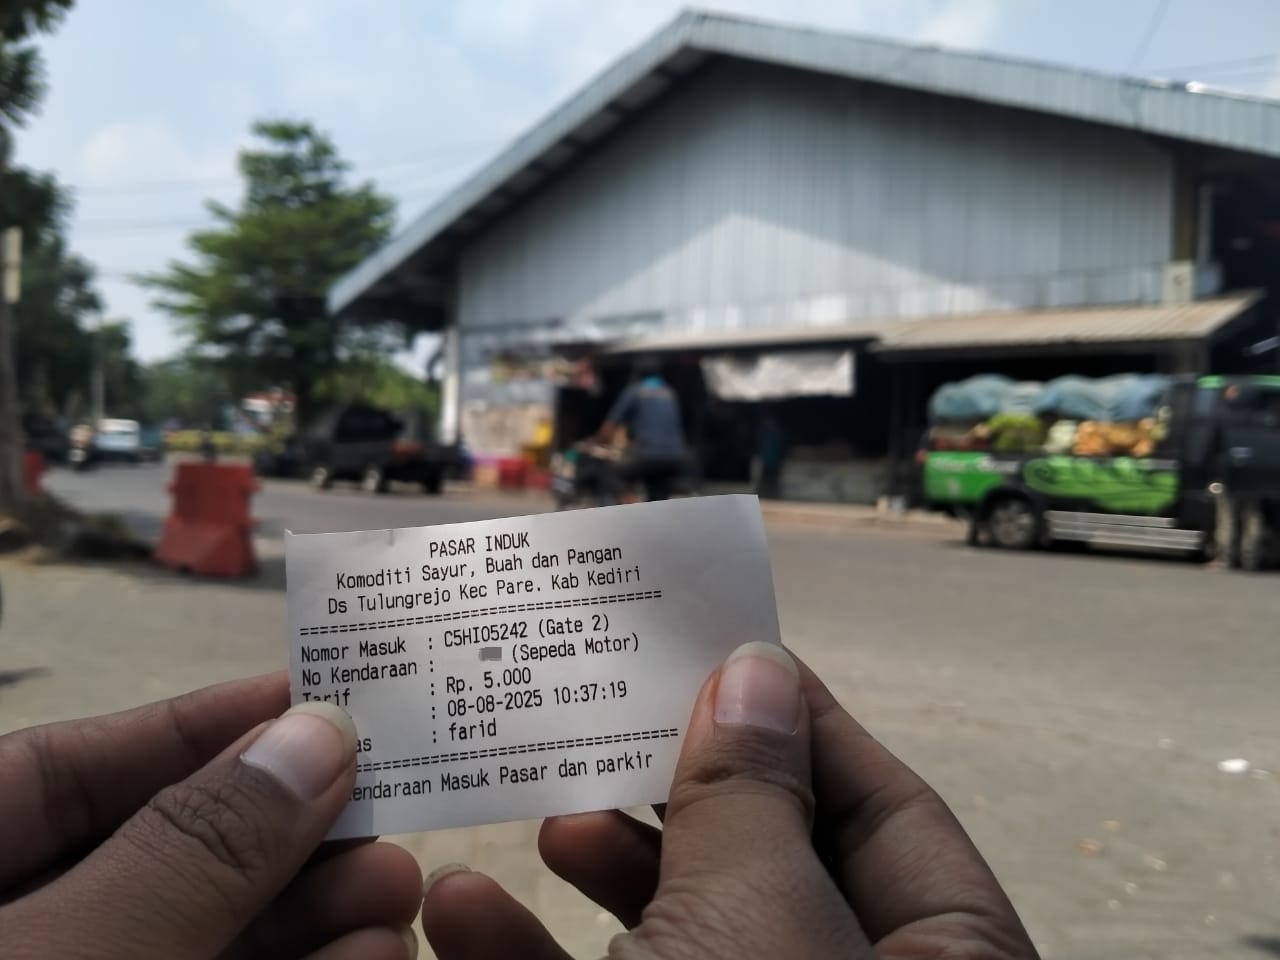 PASAR INDUK
Komoditi Sayur, Buah dan Pangan
Ds Tulungrejo Kec Pare. Kab Kediri
========================================
Nomor Masuk : C5HI05242 (Gate 2)
No Kendaraan : (Sepeda Motor)
Tarif : Rp. 5.000
: 08-08-2025 10:37:19
: farid
========================================
Masuk Pasar dan parkir